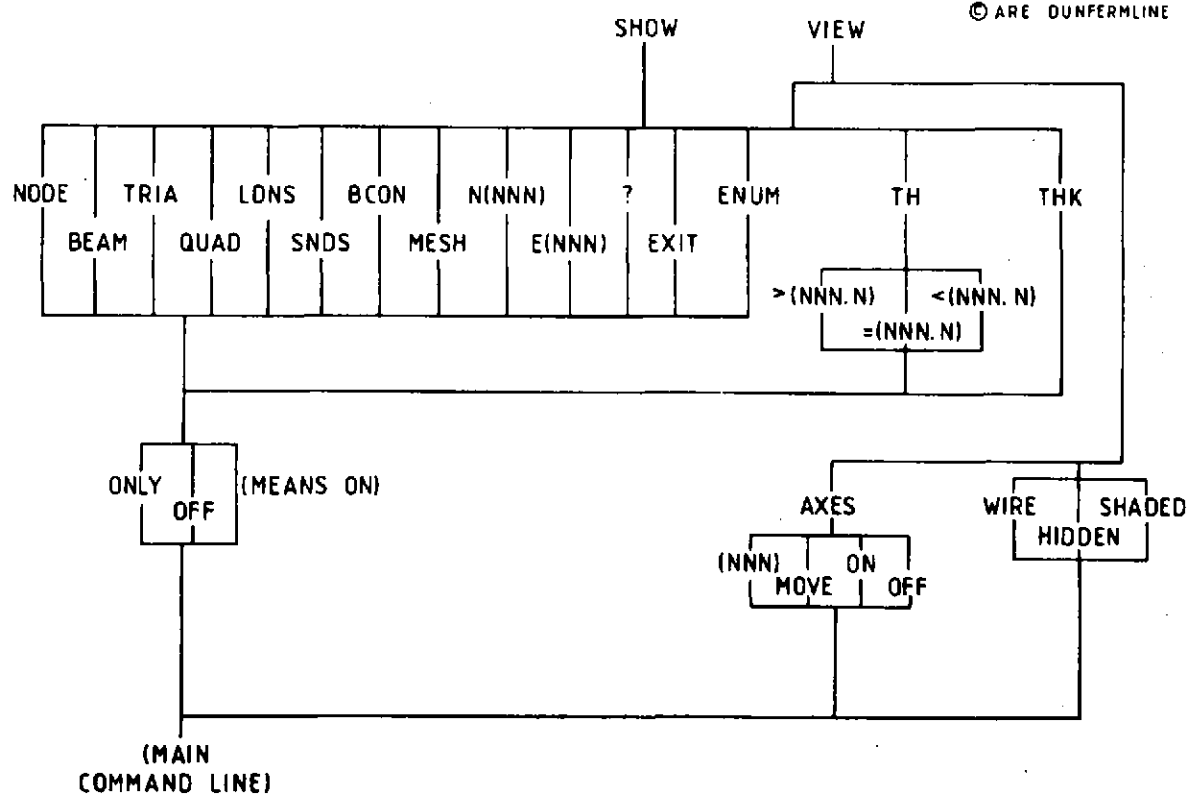 © ARE DUNFERMLINE
SHOW VIEW
NODE TRIA LDNS BCON N(NNN) ? ENUM TH THK
BEAM QUAD SNDS MESH E(NNN) EXIT
>(NNN.N) <(NNN.N)
=(NNN.N)
ONLY (MEANS ON)
OFF
AXES WIRE SHADED
HIDDEN
(NNN) ON
MOVE OFF
(MAIN
COMMAND LINE)